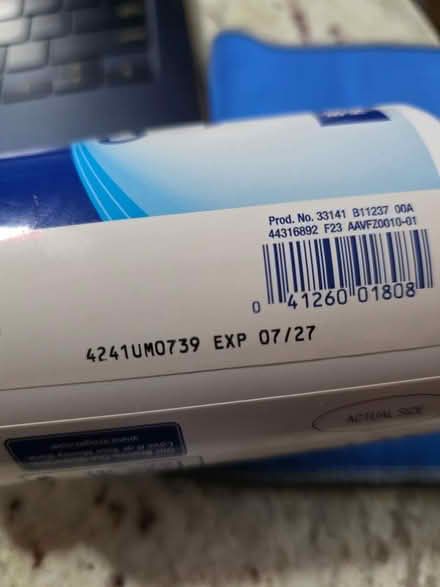 Prod. No. 33141 B11237 00A
44316892 F23 AAVFZ0010-01
0 41260 01808
4241UM0739 EXP 07/27
ACTUAL SIZE